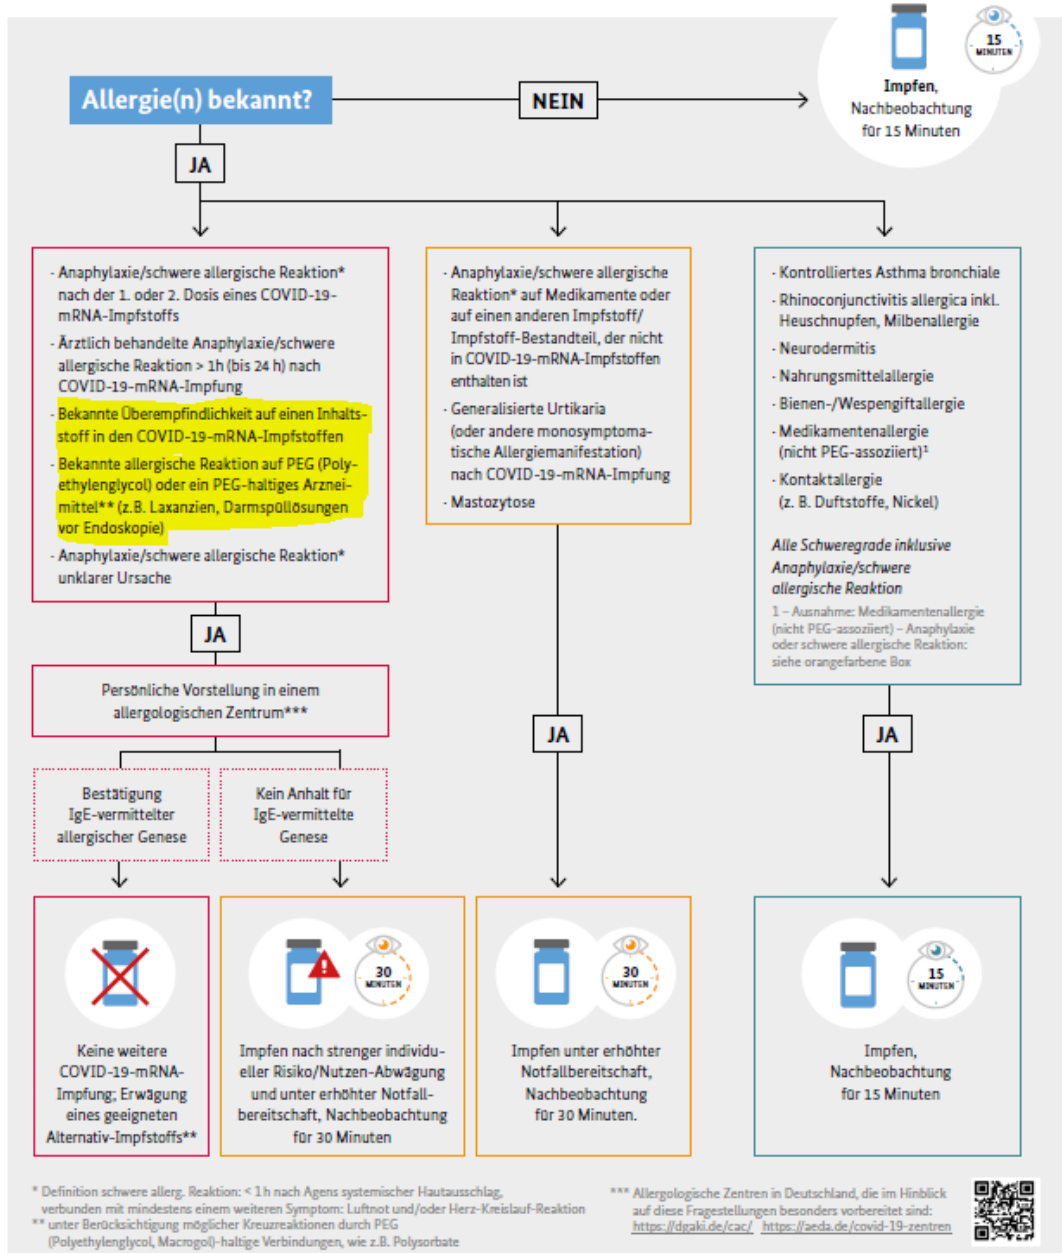 15
MINUTEN
Impfen,
Nachbeobachtung
für 15 Minuten
Allergie(n) bekannt?
NEIN
JA
· Anaphylaxie/schwere allergische Reaktion*
nach der 1. oder 2. Dosis eines COVID-19-
mRNA-Impfstoffs
· Ärztlich behandelte Anaphylaxie/schwere
allergische Reaktion > 1h (bis 24 h) nach
COVID-19-mRNA-Impfung
· Bekannte Überempfindlichkeit auf einen Inhalts-
stoff in den COVID-19-mRNA-Impfstoffen
· Bekannte allergische Reaktion auf PEG (Poly-
ethylenglycol) oder ein PEG-haltiges Arznei-
mittel** (z.B. Laxanzien, Darmspüllösungen
vor Endoskopie)
· Anaphylaxie/schwere allergische Reaktion*
unklarer Ursache
· Anaphylaxie/schwere allergische
Reaktion* auf Medikamente oder
auf einen anderen Impfstoff/
Impfstoff-Bestandteil, der nicht
in COVID-19-mRNA-Impfstoffen
enthalten ist
· Generalisierte Urtikaria
(oder andere monosymptoma-
tische Allergiemanifestation)
nach COVID-19-mRNA-Impfung
· Mastozytose
· Kontrolliertes Asthma bronchiale
· Rhinoconjunctivitis allergica inkl.
Heuschnupfen, Milbenallergie
· Neurodermitis
· Nahrungsmittelallergie
· Bienen-/Wespengiftallergie
· Medikamentenallergie
(nicht PEG-assoziiert)¹
· Kontaktallergie
(z. B. Duftstoffe, Nickel)
Alle Schweregrade inklusive
Anaphylaxie/schwere
allergische Reaktion
1 – Ausnahme: Medikamentenallergie
(nicht PEG-assoziiert) – Anaphylaxie
oder schwere allergische Reaktion:
siehe orangefarbene Box
JA
Persönliche Vorstellung in einem
allergologischen Zentrum***
JA
JA
Bestätigung
IgE-vermittelter
allergischer Genese
Kein Anhalt für
IgE-vermittelte
Genese
Keine weitere
COVID-19-mRNA-
Impfung; Erwägung
eines geeigneten
Alternativ-Impfstoffs**
30
MINUTEN
Impfen nach strenger individu-
eller Risiko/Nutzen-Abwägung
und unter erhöhter Notfall-
bereitschaft, Nachbeobachtung
für 30 Minuten
30
MINUTEN
Impfen unter erhöhter
Notfallbereitschaft,
Nachbeobachtung
für 30 Minuten.
15
MINUTEN
Impfen,
Nachbeobachtung
für 15 Minuten
* Definition schwere allerg. Reaktion: < 1h nach Agens systemischer Hautausschlag,
verbunden mit mindestens einem weiteren Symptom: Luftnot und/oder Herz-Kreislauf-Reaktion
** unter Berücksichtigung möglicher Kreuzreaktionen durch PEG
(Polyethylenglycol, Macrogol)-haltige Verbindungen, wie z.B. Polysorbate
*** Allergologische Zentren in Deutschland, die im Hinblick
auf diese Fragestellungen besonders vorbereitet sind:
https://dgaki.de/cac/ https://aeda.de/covid-19-zentren